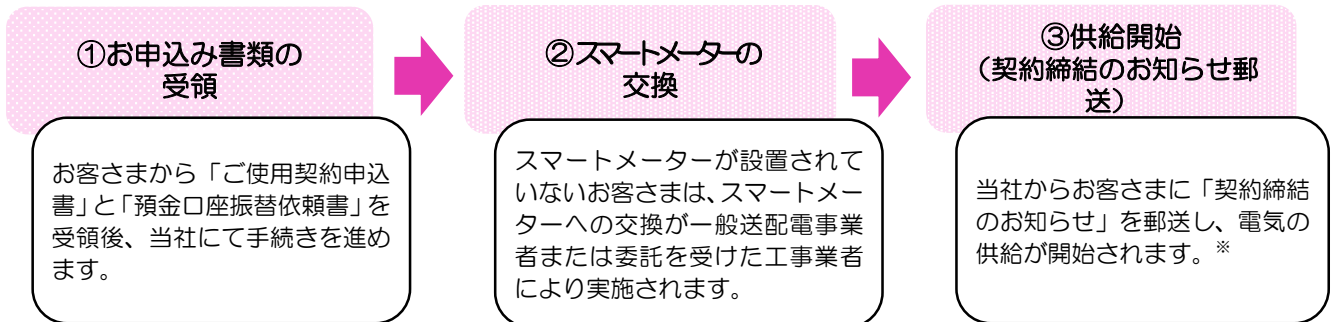 ①お申込み書類の
受領
お客さまから「ご使用契約申込
書」と「預金口座振替依頼書」を
受領後、当社にて手続きを進め
ます。
②スマートメーターの
交換
スマートメーターが設置されて
いないお客さまは、スマートメー
ターへの交換が一般送配電事業
者または委託を受けた工事業者
により実施されます。
③供給開始
（契約締結のお知らせ郵
送）
当社からお客さまに「契約締結
のお知らせ」を郵送し、電気の
供給が開始されます。※